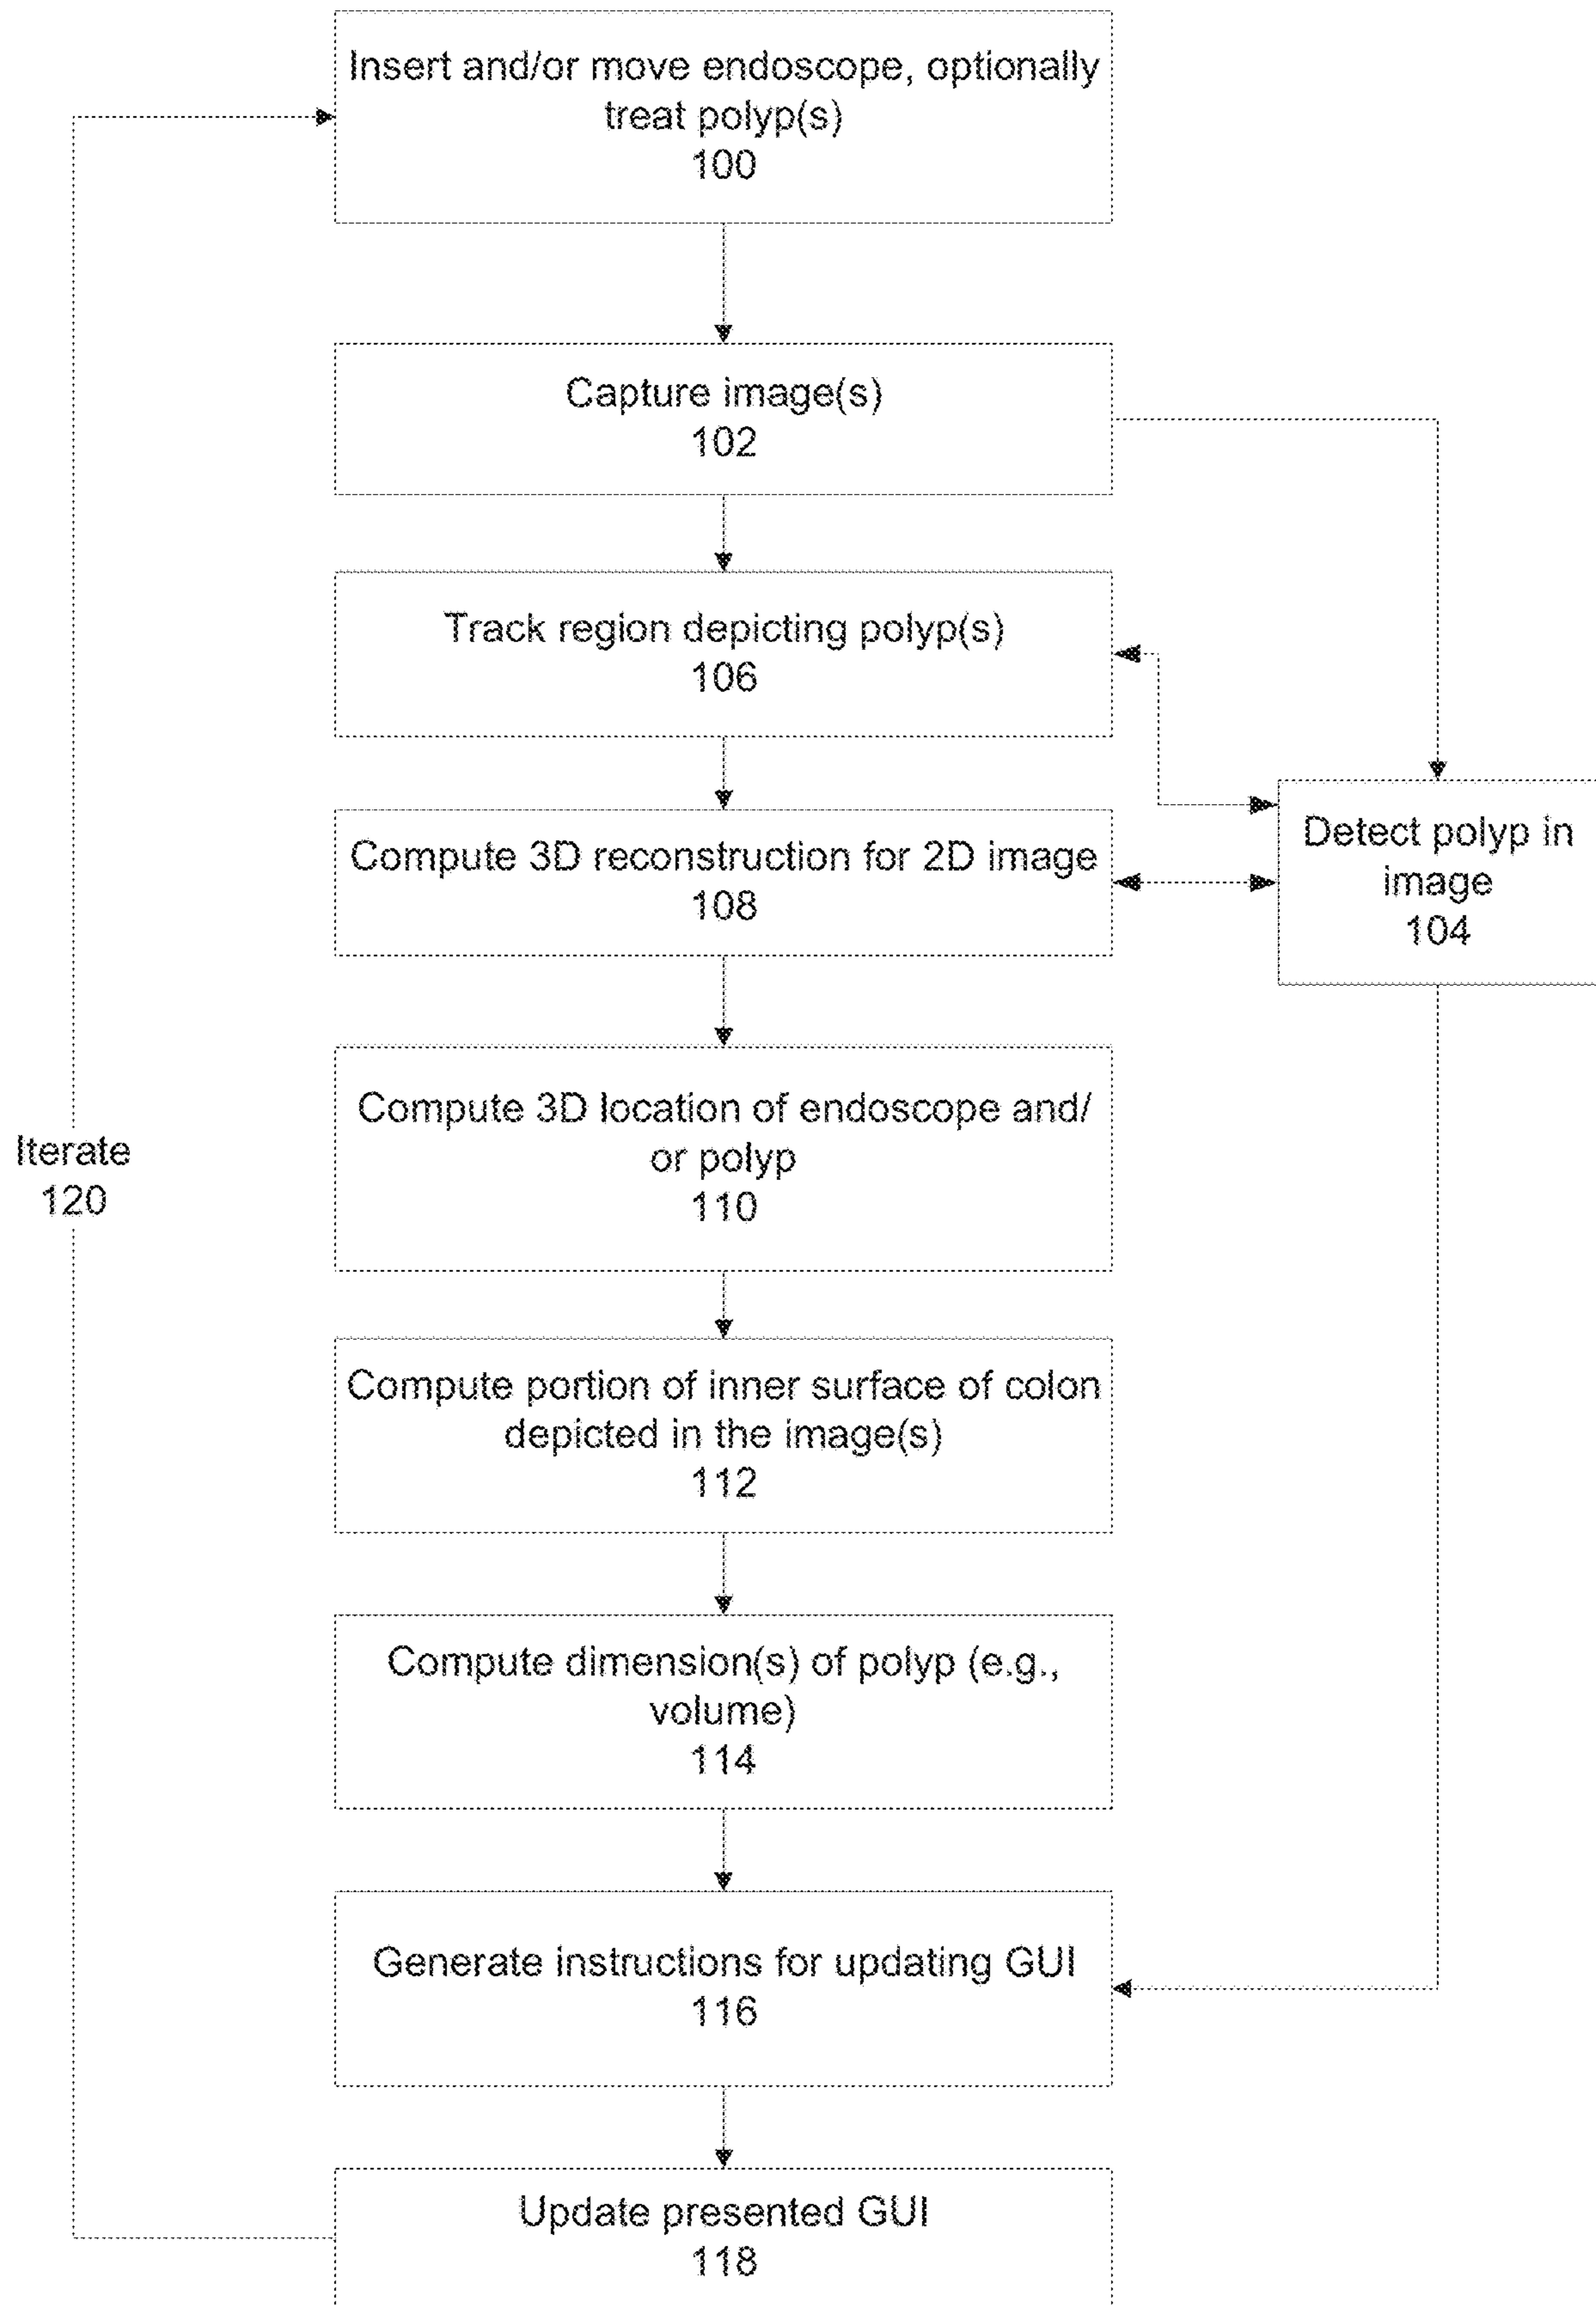 Insert and/or move endoscope, optionally
treat polyp(s)
100
Capture image(s)
102
Track region depicting polyp(s)
106
Compute 3D reconstruction for 2D image
108
Detect polyp in
image
104
Compute 3D location of endoscope and/
or polyp
110
Iterate
120
Compute portion of inner surface of colon
depicted in the image(s)
112
Compute dimension(s) of polyp (e.g.,
volume)
114
Generate instructions for updating GUI
116
Update presented GUI
118